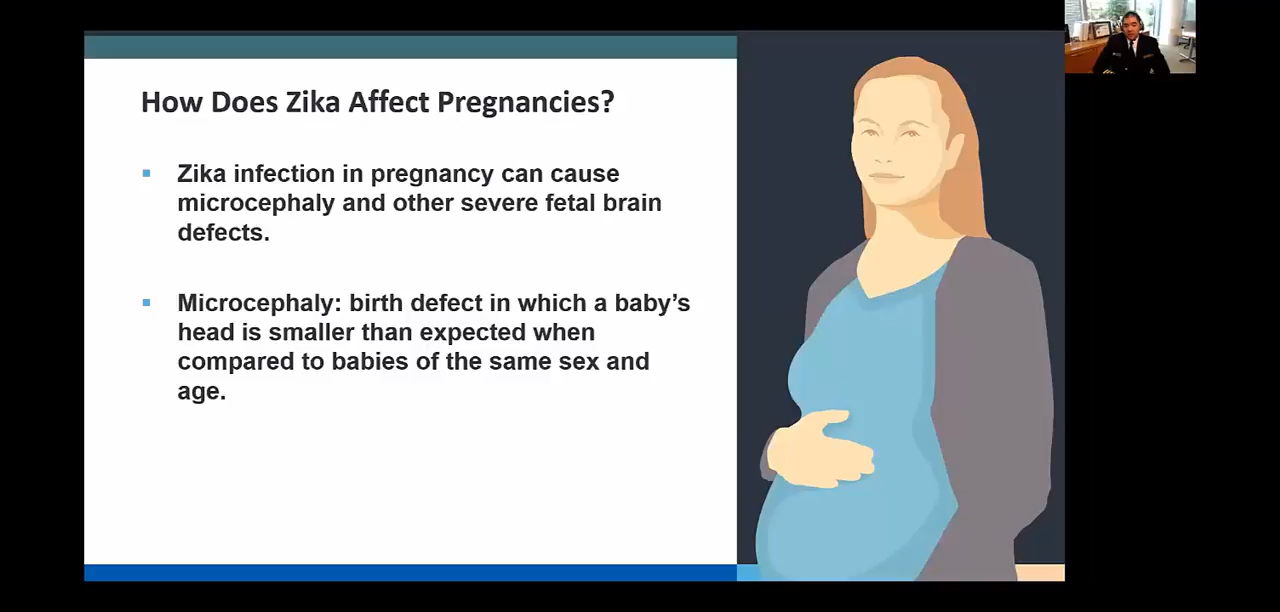 How Does Zika Affect Pregnancies?
Zika infection in pregnancy can cause
microcephaly and other severe fetal brain
defects.
Microcephaly: birth defect in which a baby's
head is smaller than expected when
compared to babies of the same sex and
age.